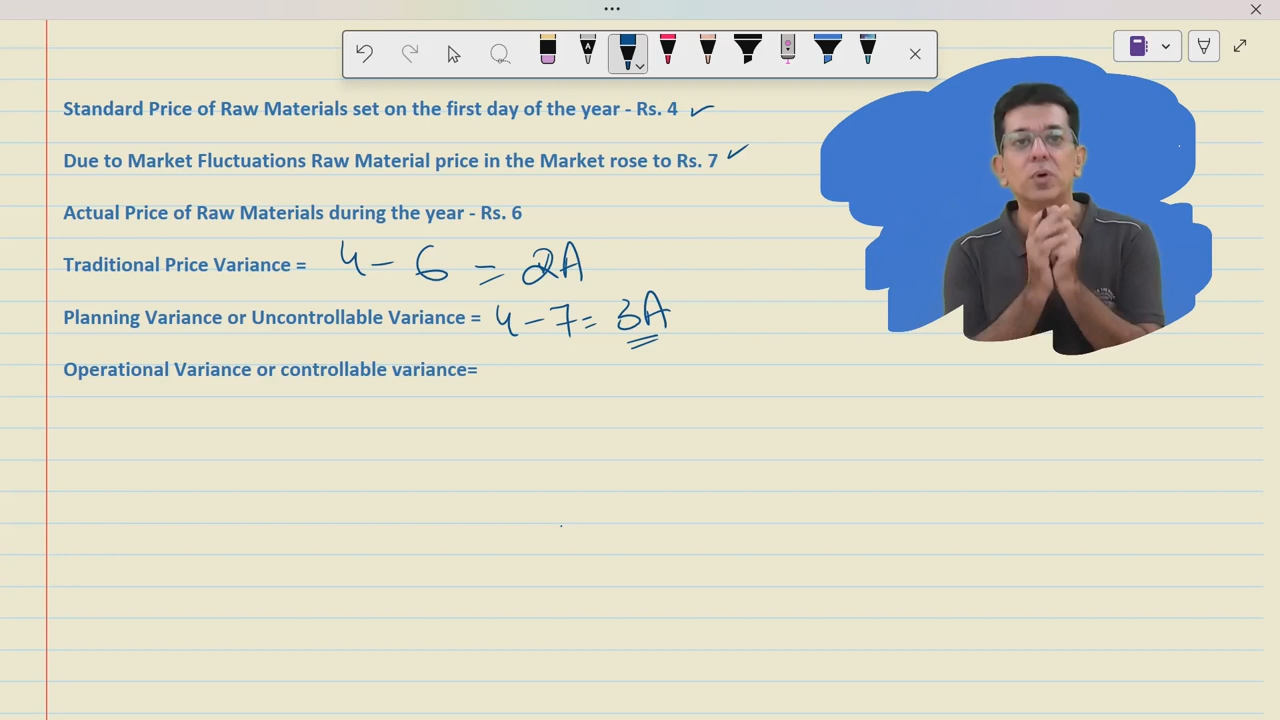 Standard Price of Raw Materials set on the first day of the year - Rs. 4
Due to Market Fluctuations Raw Material price in the Market rose to Rs. 7
Actual Price of Raw Materials during the year - Rs. 6
Traditional Price Variance = 4 - 6 = 2A
Planning Variance or Uncontrollable Variance = 4 - 7 = 3A
Operational Variance or controllable variance=